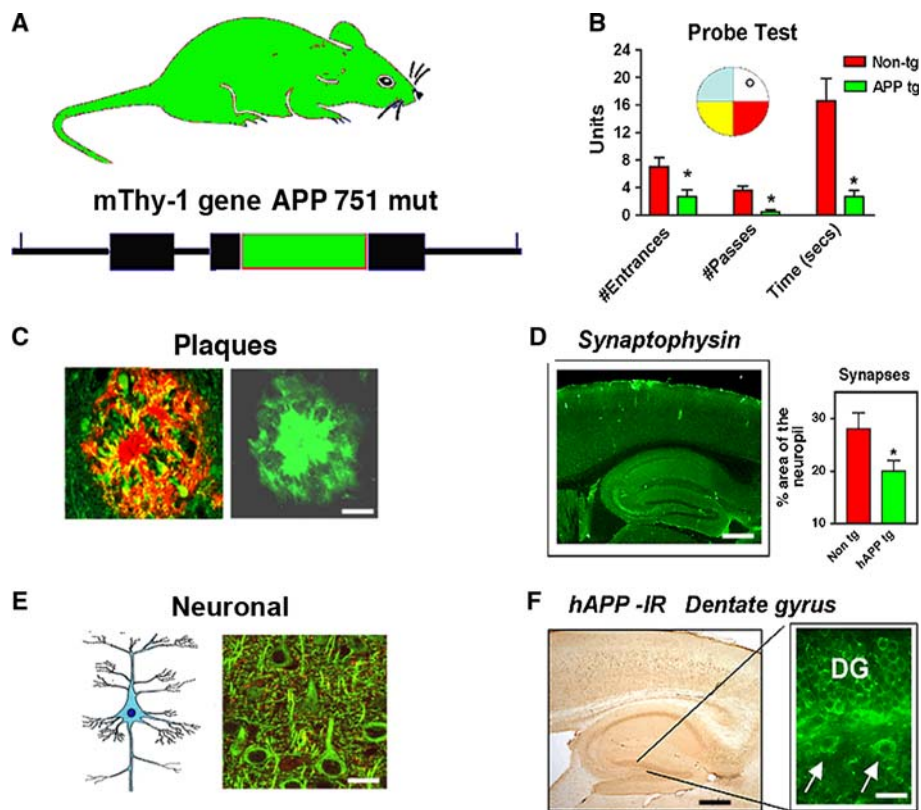 A
mThy-1 gene APP 751 mut
B
Probe Test
Non-tg
APP tg
Units
24
20
16
12
8
4
0
*
*
*
#Entrances
#Passes
Time (secs)
C
Plaques
D
Synaptophysin
Synapses
% area of the
neuropil
30
20
10
*
Non tg
hAPP tg
E
Neuronal
F
hAPP -IR Dentate gyrus
DG